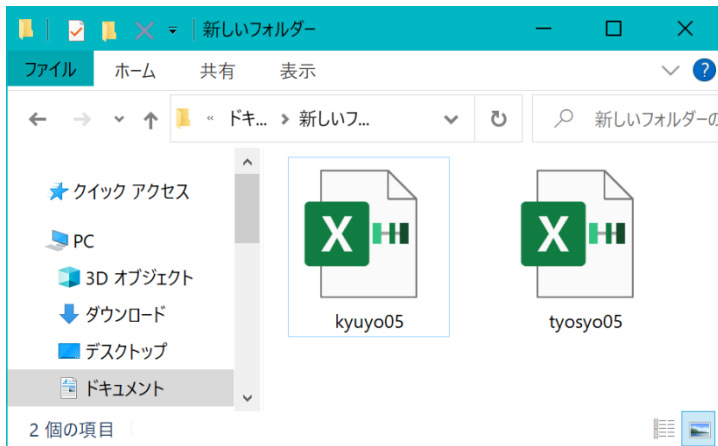 新しいフォルダー
ファイル ホーム 共有 表示
« ドキ... › 新しいフ... 新しいフォルダーの
クイック アクセス
PC
3D オブジェクト
ダウンロード
デスクトップ
ドキュメント
X
kyuyo05
X
tyosyo05
2 個の項目